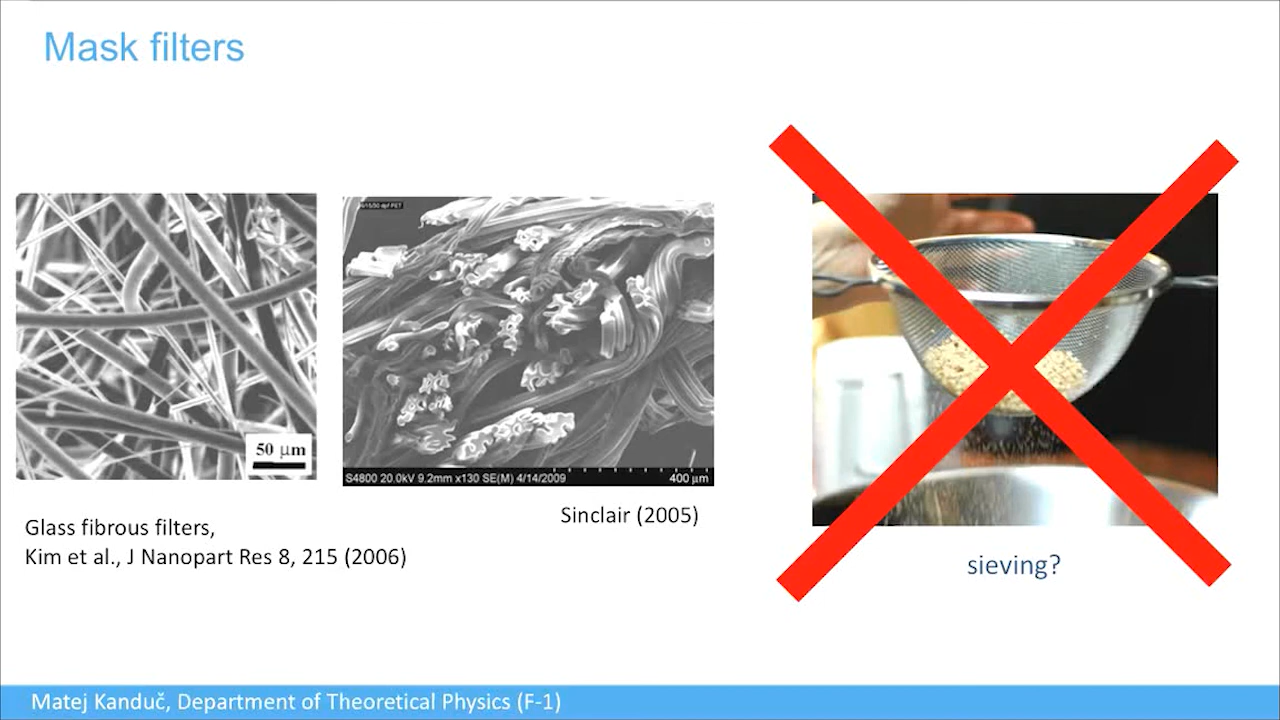 Mask filters
50 μm
S4800 20.0kV 9.2mm x130 SE(M) 4/14/2009
400 μm
Glass fibrous filters,
Kim et al., J Nanopart Res 8, 215 (2006)
Sinclair (2005)
sieving?
Matej Kanduč, Department of Theoretical Physics (F-1)